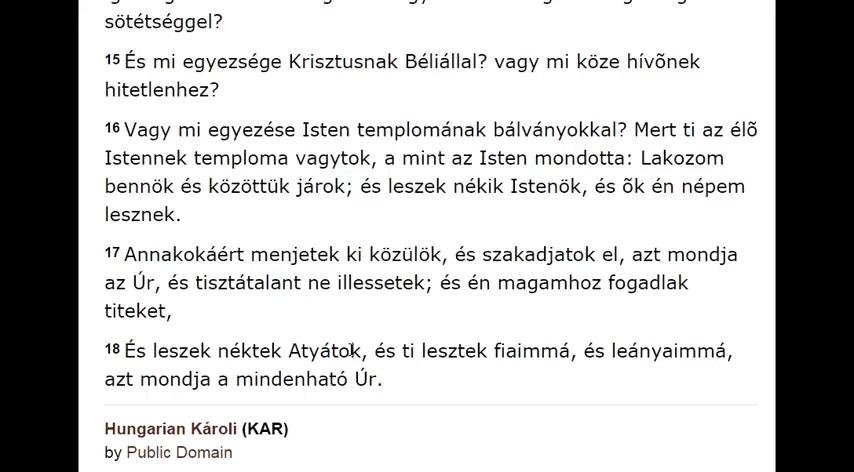 sötétséggel?
15 És mi egyezsége Krisztusnak Béliállal? vagy mi köze hívõnek
hitetlenhez?
16 Vagy mi egyezése Isten templomának bálványokkal? Mert ti az élõ
Istennek temploma vagytok, a mint az Isten mondotta: Lakozom
bennök és közöttük járok; és leszek nékik Istenök, és õk én népem
lesznek.
17 Annakokáért menjetek ki közülök, és szakadjatok el, azt mondja
az Úr, és tisztátalant ne illessetek; és én magamhoz fogadlak
titeket,
18 És leszek néktek Atyátok, és ti lesztek fiaimmá, és leányaimmá,
azt mondja a mindenható Úr.
Hungarian Károli (KAR)
by Public Domain